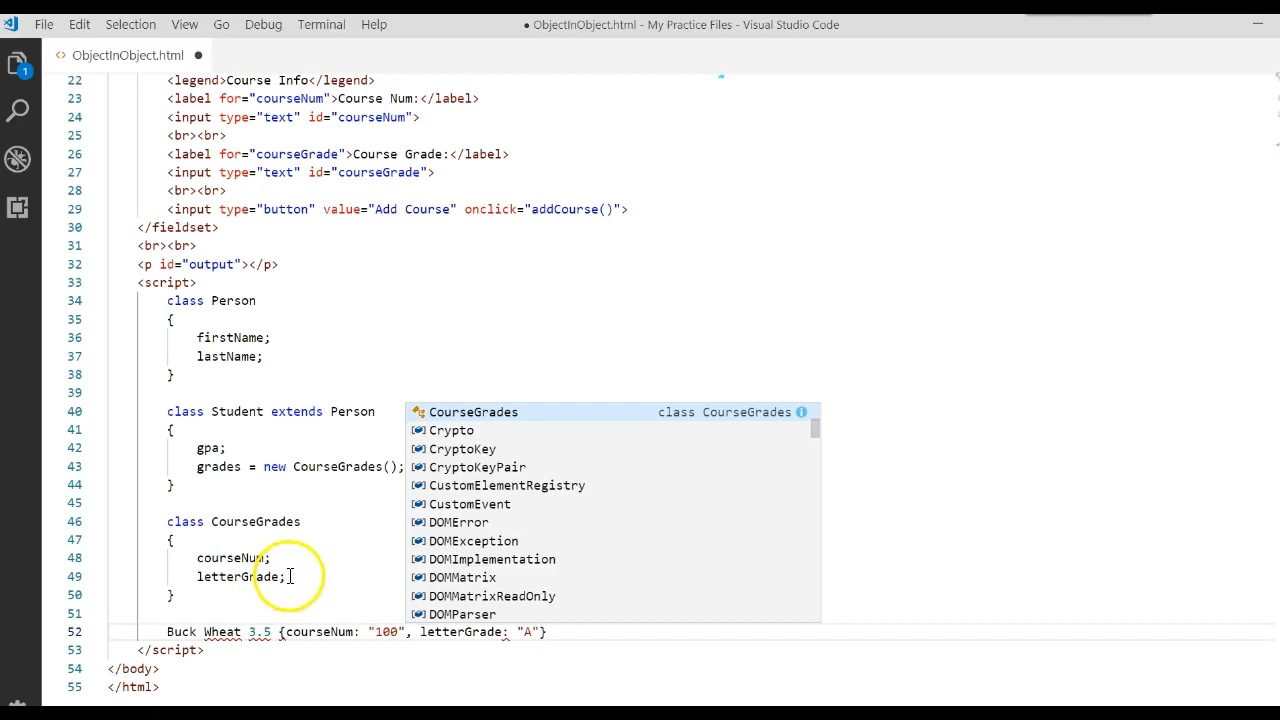 File Edit Selection View Go Debug Terminal Help ● ObjectInObject.html - My Practice Files - Visual Studio Code
<> ObjectInObject.html ●
1
22 <legend>Course Info</legend>
23 <label for="courseNum">Course Num:</label>
24 <input type="text" id="courseNum">
25 <br><br>
26 <label for="courseGrade">Course Grade:</label>
27 <input type="text" id="courseGrade">
28 <br><br>
29 <input type="button" value="Add Course" onclick="addCourse()">
30 </fieldset>
31 <br><br>
32 <p id="output"></p>
33 <script>
34 class Person
35 {
36 firstName;
37 lastName;
38 }
39
40 class Student extends Person
41 {
42 gpa;
43 grades = new CourseGrades();
44 }
45
46 class CourseGrades
47 {
48 courseNum;
49 letterGrade;
50 }
51
52 Buck Wheat 3.5 {courseNum: "100", letterGrade: "A"}
53 </script>
54 </body>
55 </html>
CourseGrades class CourseGrades
Crypto
CryptoKey
CryptoKeyPair
CustomElementRegistry
CustomEvent
DOMError
DOMException
DOMImplementation
DOMMatrix
DOMMatrixReadOnly
DOMParser